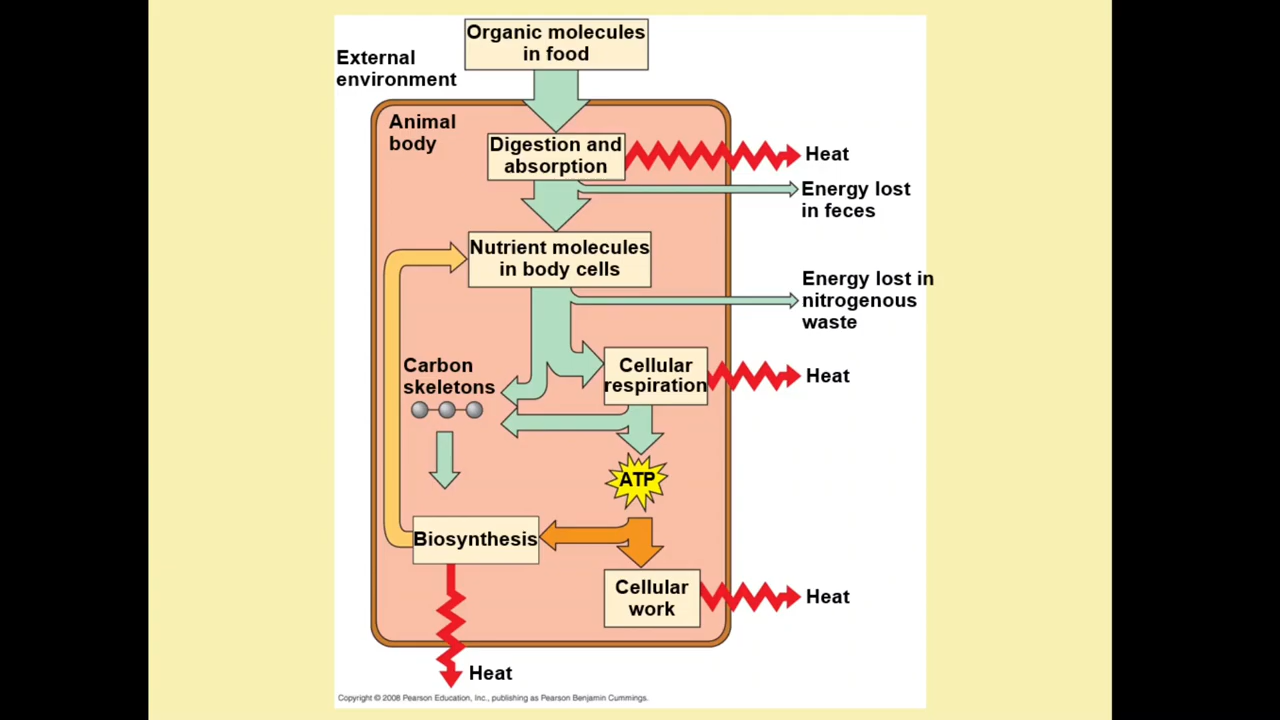 Organic molecules
in food
External
environment
Animal
body
Digestion and
absorption
Heat
Energy lost
in feces
Nutrient molecules
in body cells
Energy lost in
nitrogenous
waste
Carbon
skeletons
Cellular
respiration
Heat
ATP
Biosynthesis
Cellular
work
Heat
Heat
Copyright © 2008 Pearson Education, Inc., publishing as Pearson Benjamin Cummings.